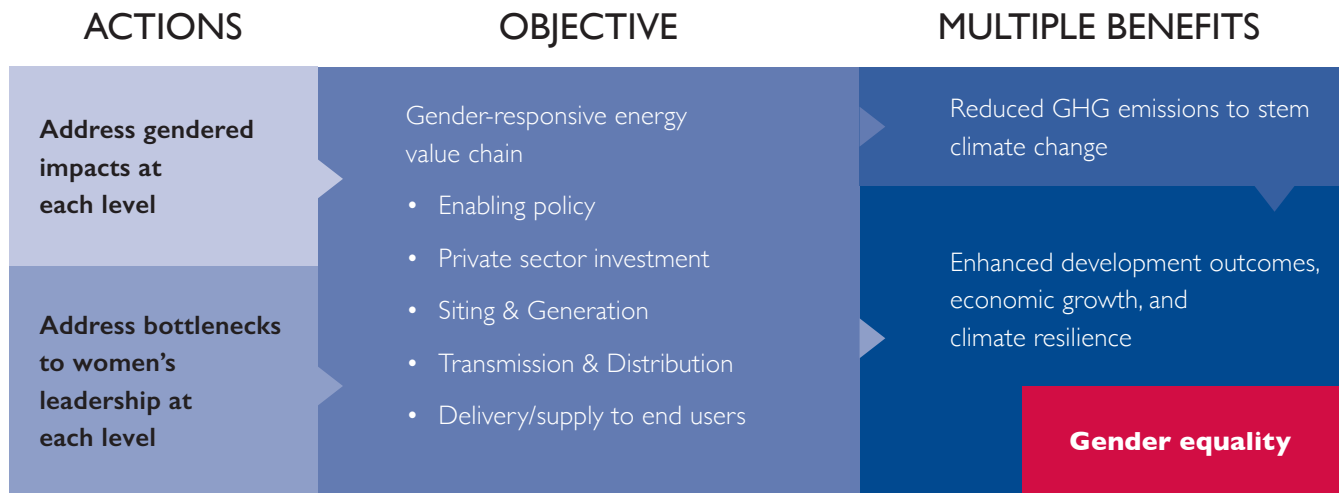 ACTIONS
OBJECTIVE
MULTIPLE BENEFITS
Address gendered
impacts at
each level
Address bottlenecks
to women’s
leadership at
each level
Gender-responsive energy
value chain
• Enabling policy
• Private sector investment
• Siting & Generation
• Transmission & Distribution
• Delivery/supply to end users
Reduced GHG emissions to stem
climate change
Enhanced development outcomes,
economic growth, and
climate resilience
Gender equality